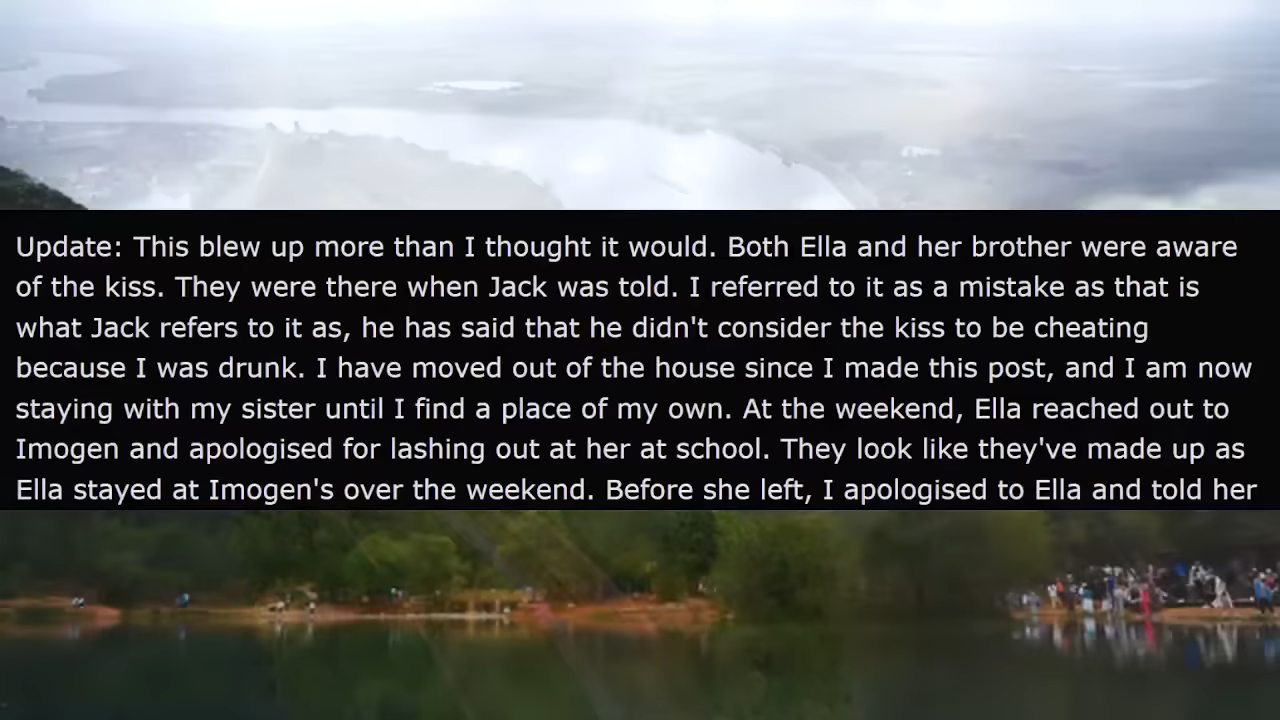 Update: This blew up more than I thought it would. Both Ella and her brother were aware
of the kiss. They were there when Jack was told. I referred to it as a mistake as that is
what Jack refers to it as, he has said that he didn't consider the kiss to be cheating
because I was drunk. I have moved out of the house since I made this post, and I am now
staying with my sister until I find a place of my own. At the weekend, Ella reached out to
Imogen and apologised for lashing out at her at school. They look like they've made up as
Ella stayed at Imogen's over the weekend. Before she left, I apologised to Ella and told her